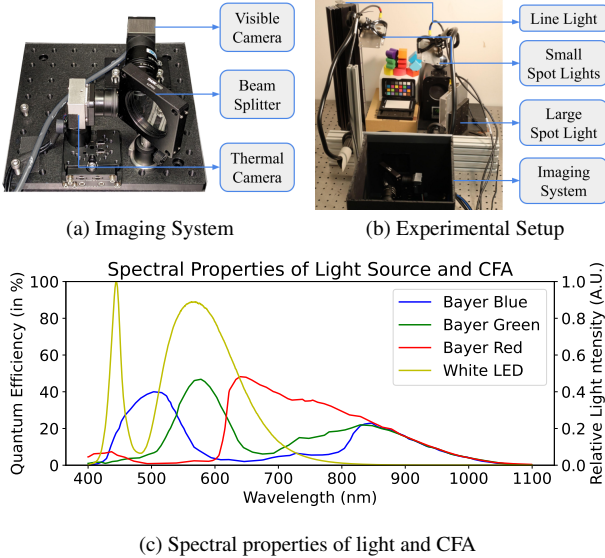 Visible
Camera
Beam
Splitter
Thermal
Camera
Line Light
Small
Spot Lights
Large
Spot Light
Imaging
System
(a) Imaging System
(b) Experimental Setup
Spectral Properties of Light Source and CFA
Quantum Efficiency (in %)
100
80
60
40
20
0
Bayer Blue
Bayer Green
Bayer Red
White LED
1.0
0.8
0.6
0.4
0.2
0.0
Relative Light Intensity (A.U.)
400 500 600 700 800 900 1000 1100
Wavelength (nm)
(c) Spectral properties of light and CFA